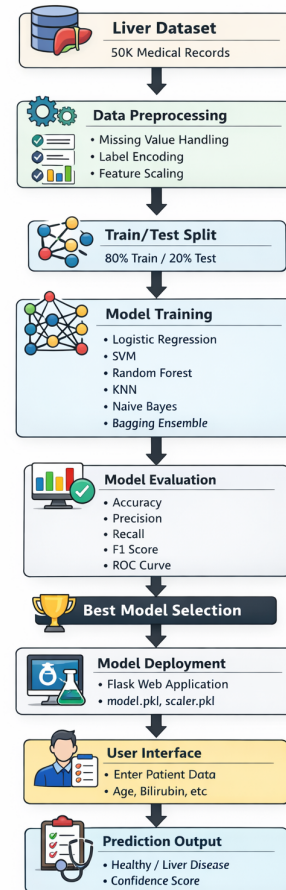 Liver Dataset
50K Medical Records
Data Preprocessing
• Missing Value Handling
• Label Encoding
• Feature Scaling
Train/Test Split
80% Train / 20% Test
Model Training
• Logistic Regression
• SVM
• Random Forest
• KNN
• Naive Bayes
• Bagging Ensemble
Model Evaluation
• Accuracy
• Precision
• Recall
• F1 Score
• ROC Curve
Best Model Selection
Model Deployment
• Flask Web Application
• model.pkl, scaler.pkl
User Interface
• Enter Patient Data
• Age, Bilirubin, etc
Prediction Output
• Healthy / Liver Disease
• Confidence Score